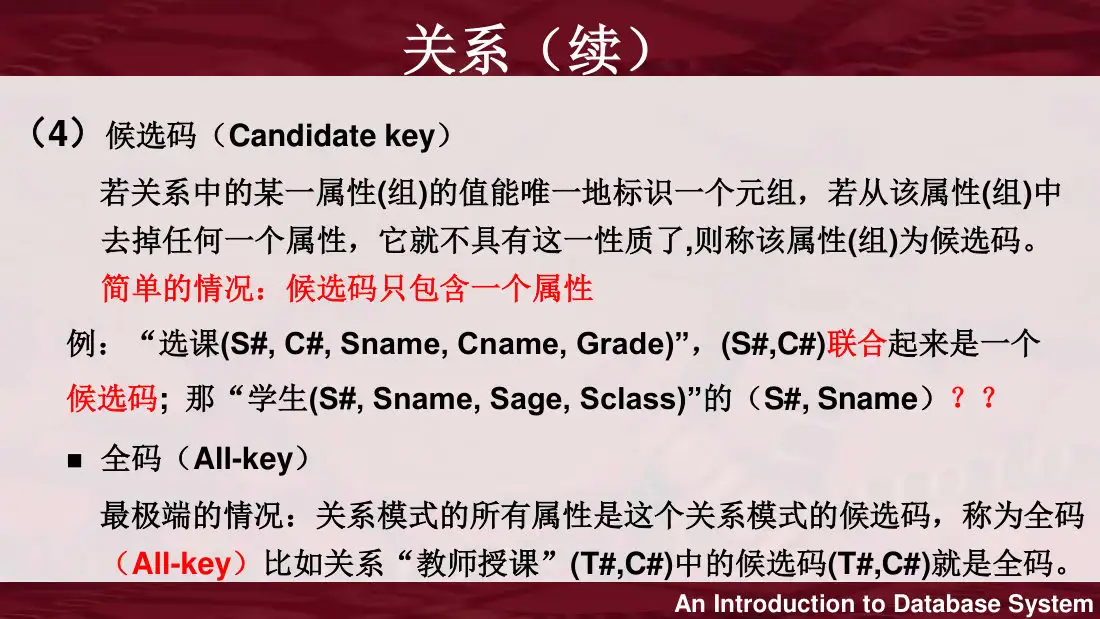 关系（续）
（4）候选码（Candidate key）
若关系中的某一属性(组)的值能唯一地标识一个元组，若从该属性(组)中
去掉任何一个属性，它就不具有这一性质了,则称该属性(组)为候选码。
简单的情况：候选码只包含一个属性
例：“选课(S#, C#, Sname, Cname, Grade)”，(S#,C#)联合起来是一个
候选码; 那“学生(S#, Sname, Sage, Sclass)”的（S#, Sname）？？
■ 全码（All-key）
最极端的情况：关系模式的所有属性是这个关系模式的候选码，称为全码
（All-key）比如关系“教师授课”(T#,C#)中的候选码(T#,C#)就是全码。
An Introduction to Database System